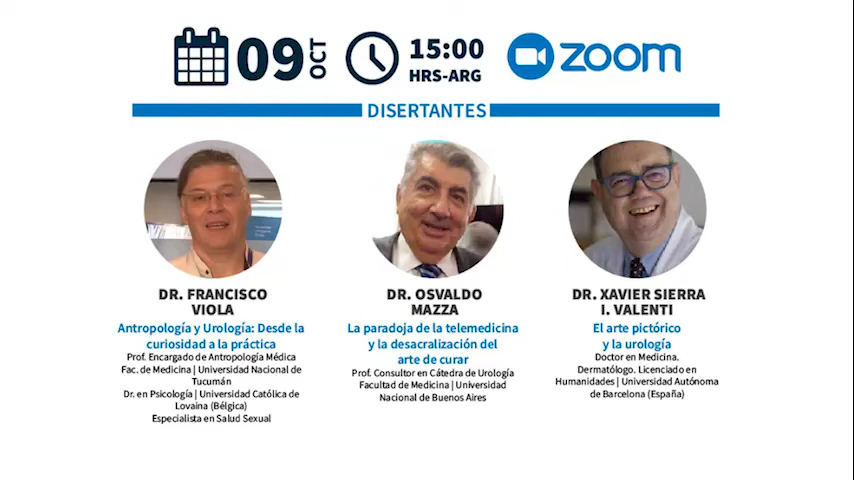 09 OCT
15:00
HRS-ARG
zoom
DISERTANTES
DR. FRANCISCO
VIOLA
Antropología y Urología: Desde la
curiosidad a la práctica
Prof. Encargado de Antropología Médica
Fac. de Medicina | Universidad Nacional de
Tucumán
Dr. en Psicología | Universidad Católica de
Lovaina (Bélgica)
Especialista en Salud Sexual
DR. OSVALDO
MAZZA
La paradoja de la telemedicina
y la desacralización del
arte de curar
Prof. Consultor en Cátedra de Urología
Facultad de Medicina | Universidad
Nacional de Buenos Aires
DR. XAVIER SIERRA
I. VALENTI
El arte pictórico
y la urología
Doctor en Medicina.
Dermatólogo. Licenciado en
Humanidades | Universidad Autónoma
de Barcelona (España)